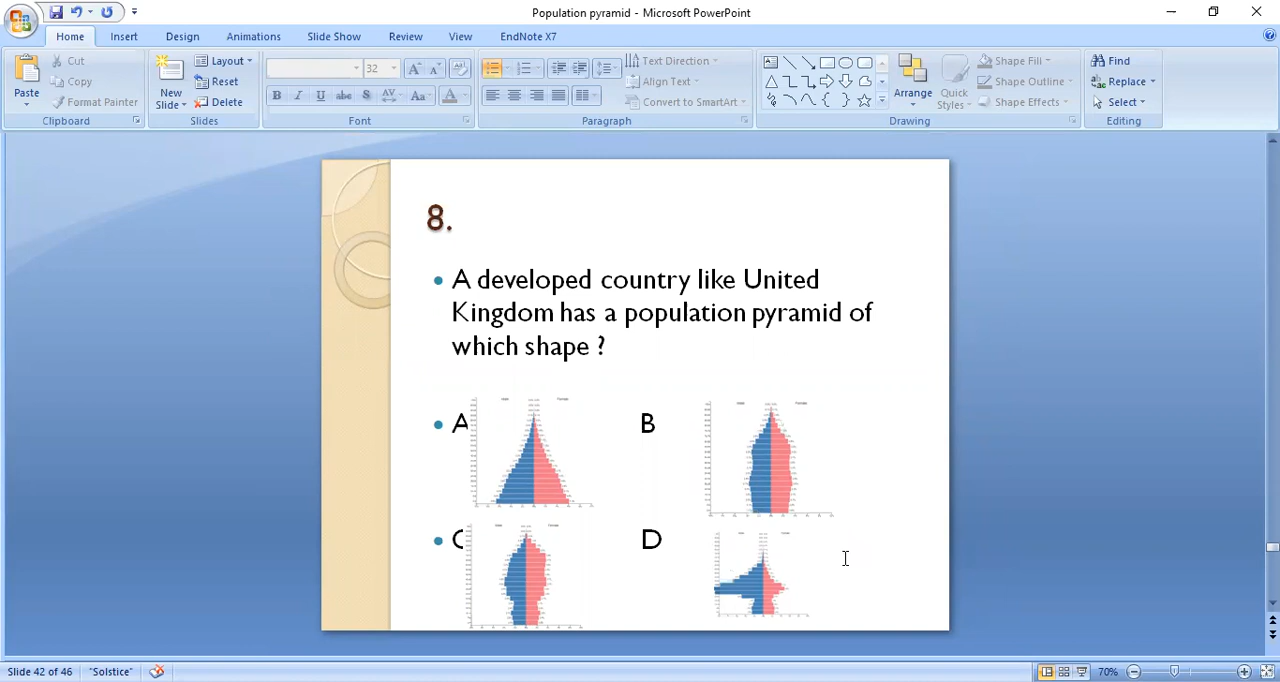 Population pyramid - Microsoft PowerPoint
Home Insert Design Animations Slide Show Review View EndNote X7
Paste
Cut
Copy
Format Painter
Clipboard
New Slide
Layout
Reset
Delete
Slides
32
B I U abc S AV Aa A
Font
Text Direction
Align Text
Convert to SmartArt
Paragraph
Arrange
Quick Styles
Shape Fill
Shape Outline
Shape Effects
Drawing
Find
Replace
Select
Editing
8.
• A developed country like United
Kingdom has a population pyramid of
which shape ?
• A B
• C D
Slide 42 of 46 "Solstice" 70%